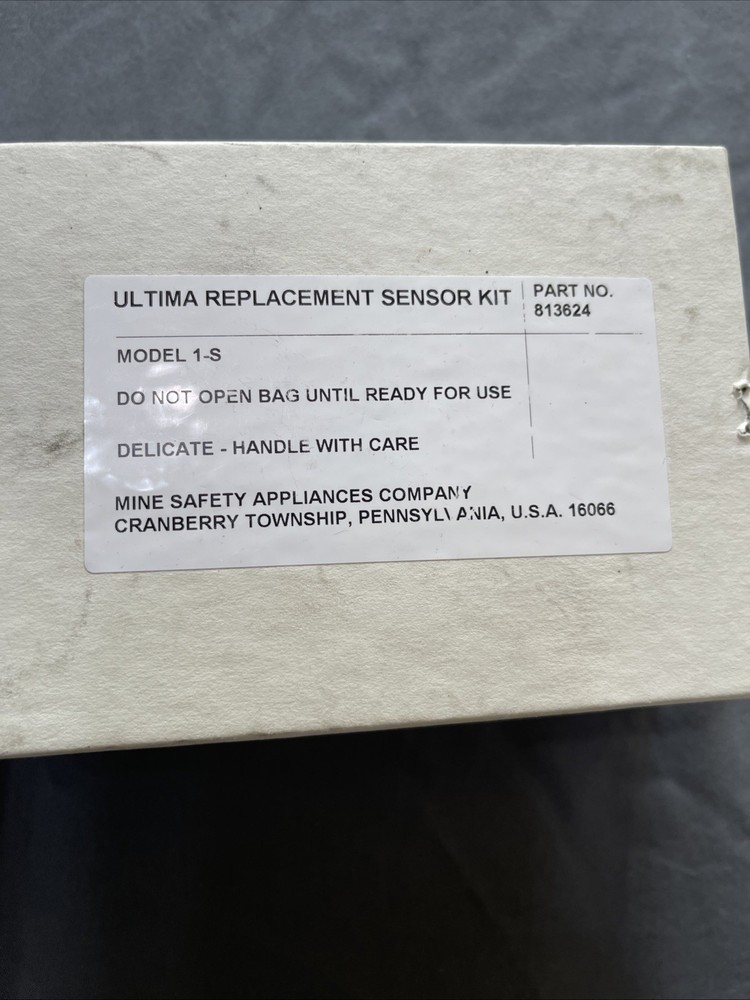 ULTIMA REPLACEMENT SENSOR KIT
PART NO.
813624
MODEL 1-S
DO NOT OPEN BAG UNTIL READY FOR USE
DELICATE - HANDLE WITH CARE
MINE SAFETY APPLIANCES COMPANY
CRANBERRY TOWNSHIP, PENNSYLVANIA, U.S.A. 16066